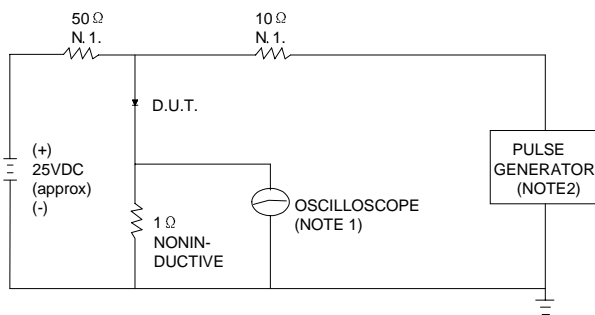 50 Ω
N. 1.
10 Ω
N. 1.
D.U.T.
(+)
25VDC
(approx)
(-)
1 Ω
NONIN-
DUCTIVE
OSCILLOSCOPE
(NOTE 1)
PULSE
GENERATOR
(NOTE2)